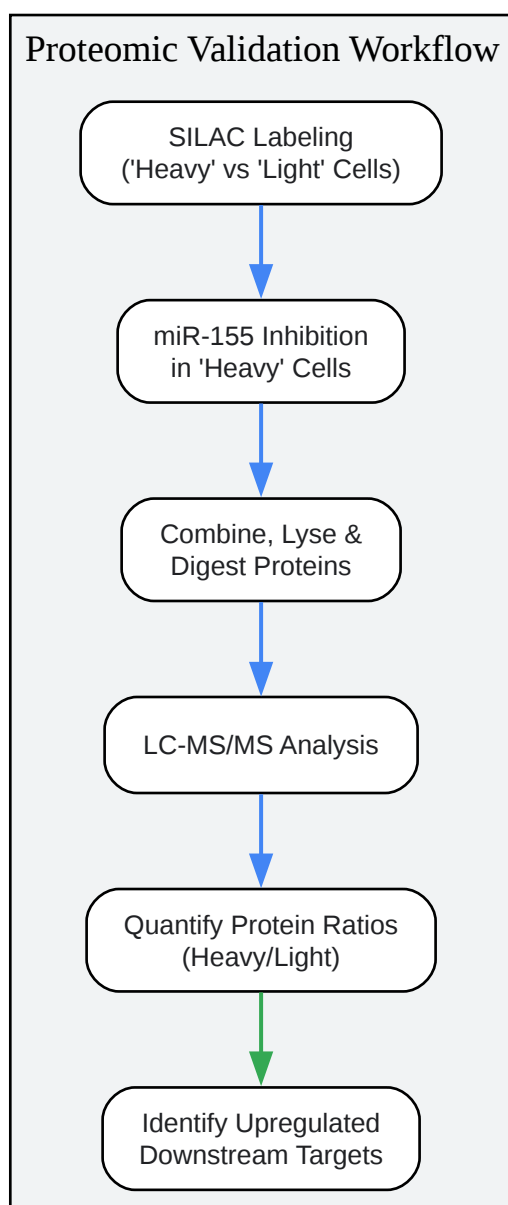 Proteomic Validation Workflow
SILAC Labeling
('Heavy' vs 'Light' Cells)
miR-155 Inhibition
in 'Heavy' Cells
Combine, Lyse &
Digest Proteins
LC-MS/MS Analysis
Quantify Protein Ratios
(Heavy/Light)
Identify Upregulated
Downstream Targets